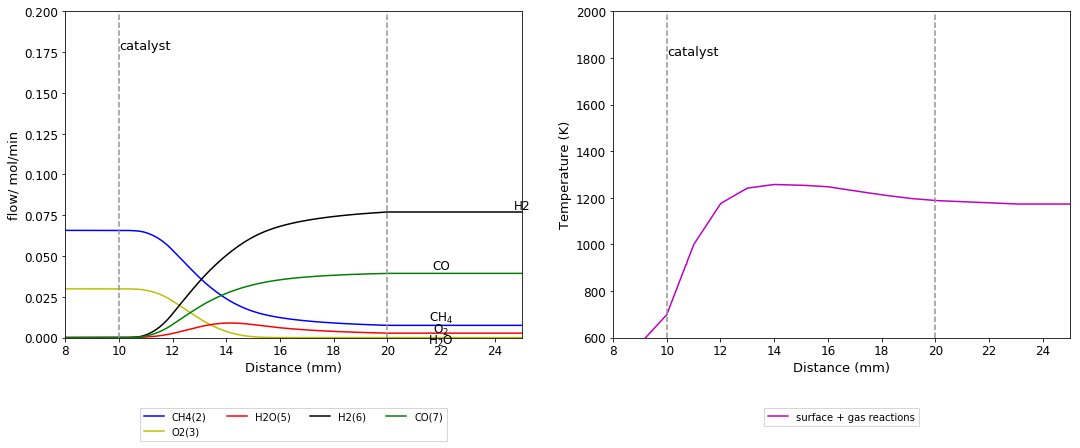 0.200
0.175
0.150
0.125
0.100
0.075
0.050
0.025
0.000
flow/ mol/min
catalyst
H2
CO
CH4
O2
H2O
8 10 12 14 16 18 20 22 24
Distance (mm)
CH4(2) H2O(5) H2(6) CO(7)
O2(3)
2000
1800
1600
1400
1200
1000
800
600
Temperature (K)
catalyst
8 10 12 14 16 18 20 22 24
Distance (mm)
surface + gas reactions